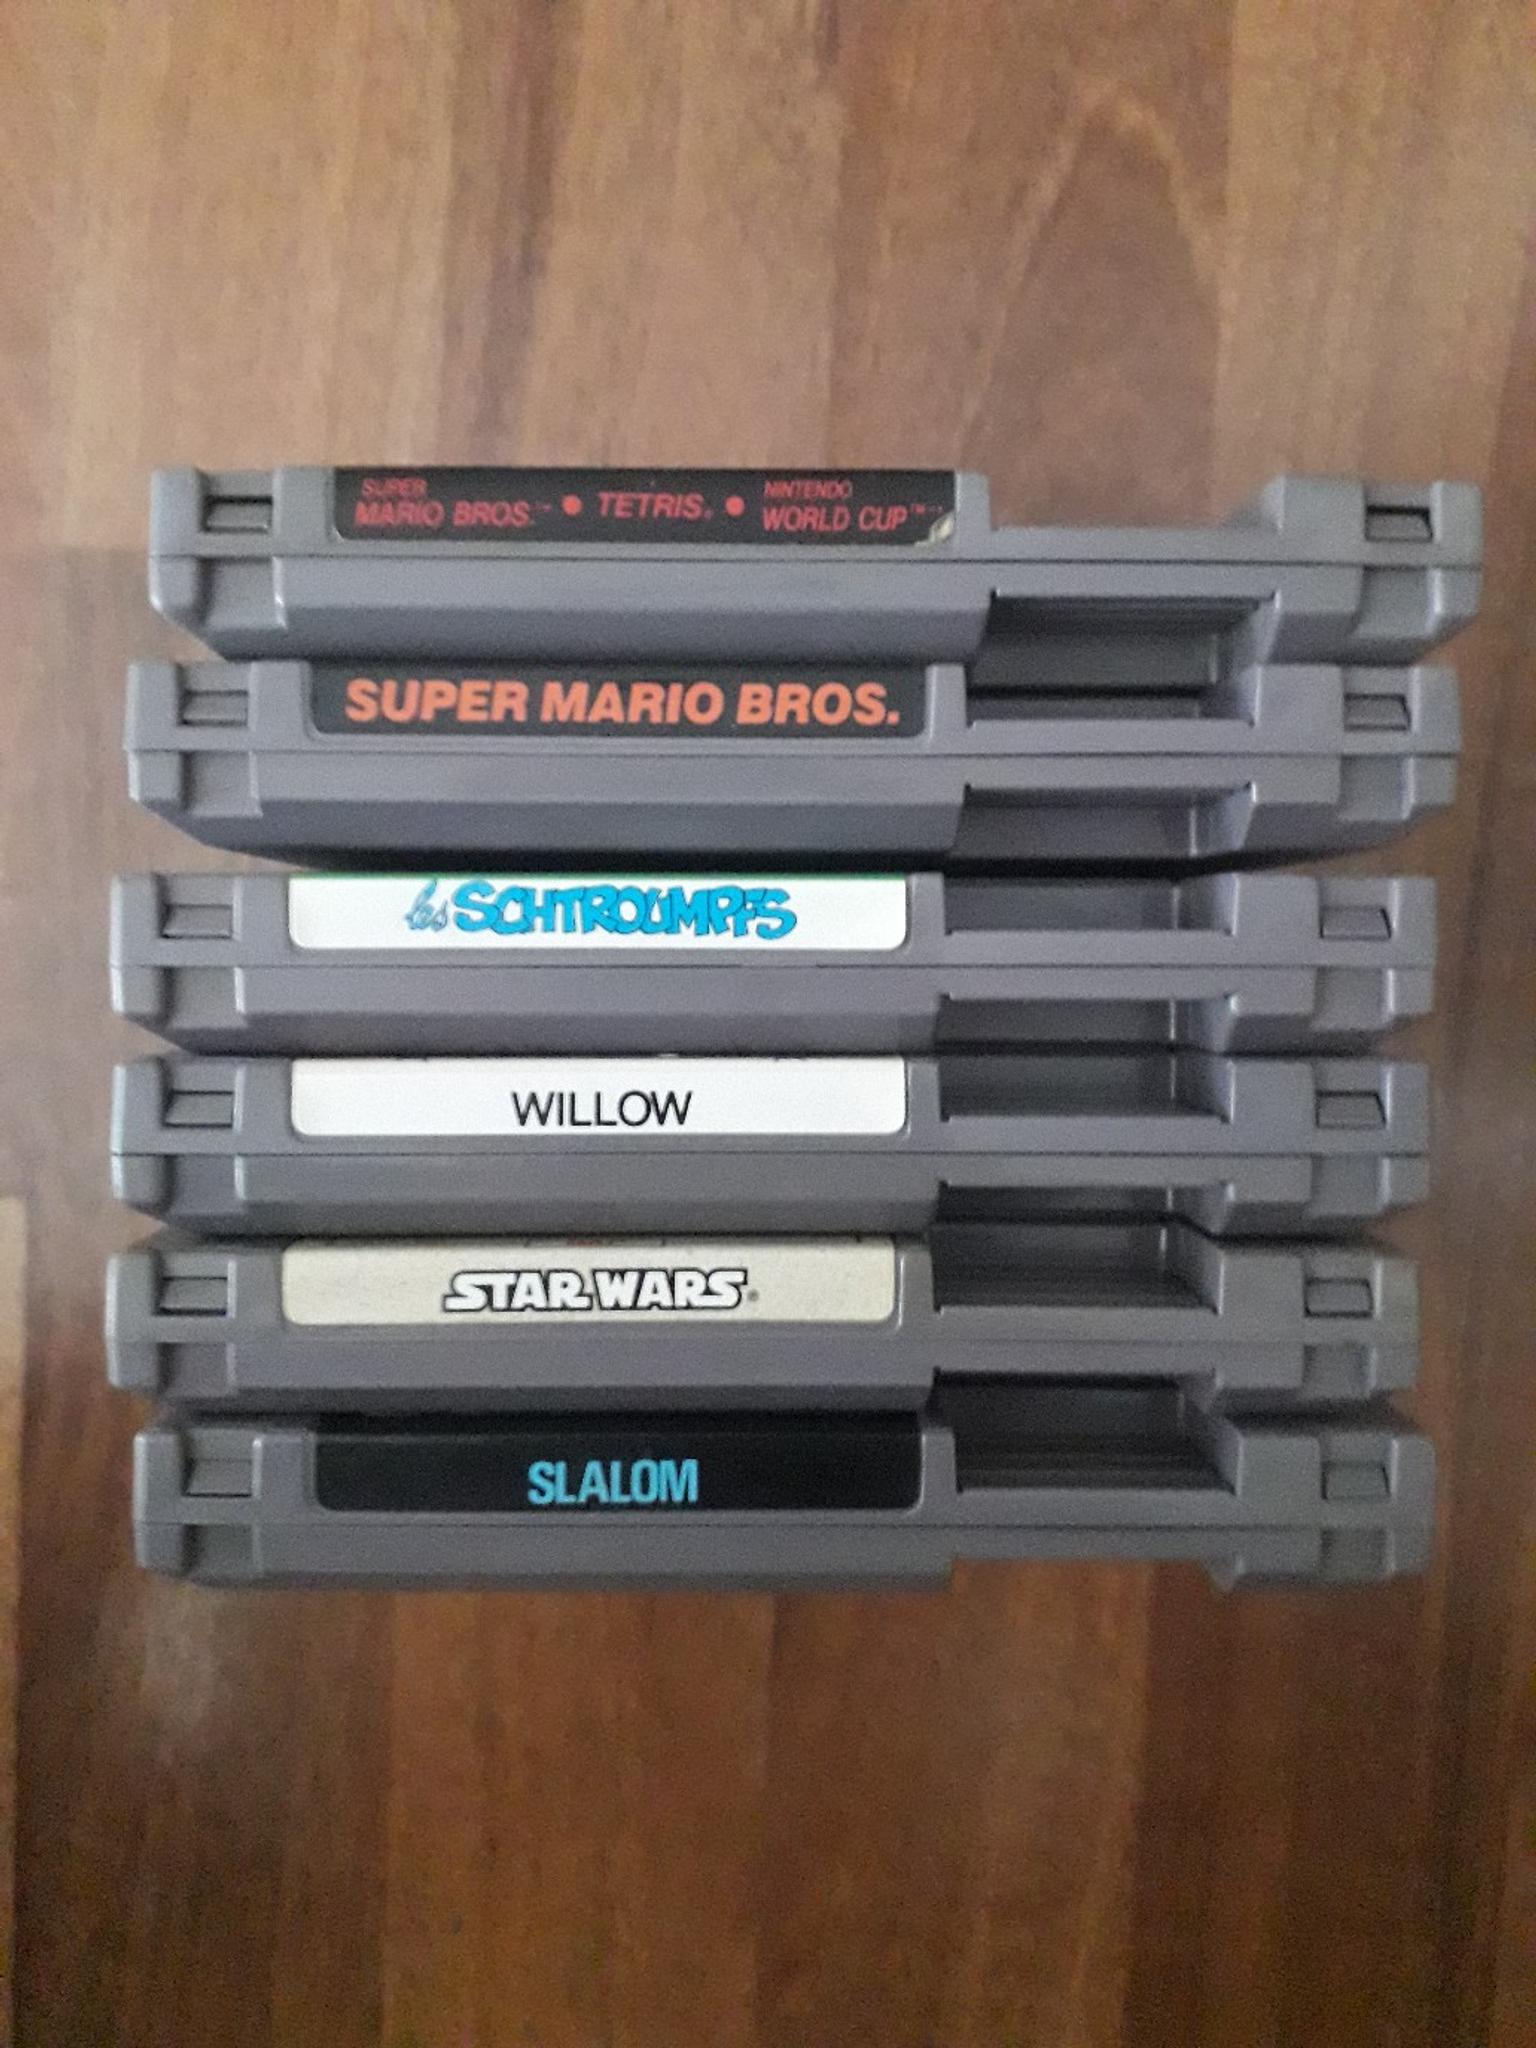 SUPER MARIO BROS.™ • TETRIS® • NINTENDO WORLD CUP™
SUPER MARIO BROS.
les SCHTROUMPFS
WILLOW
STAR WARS®
SLALOM